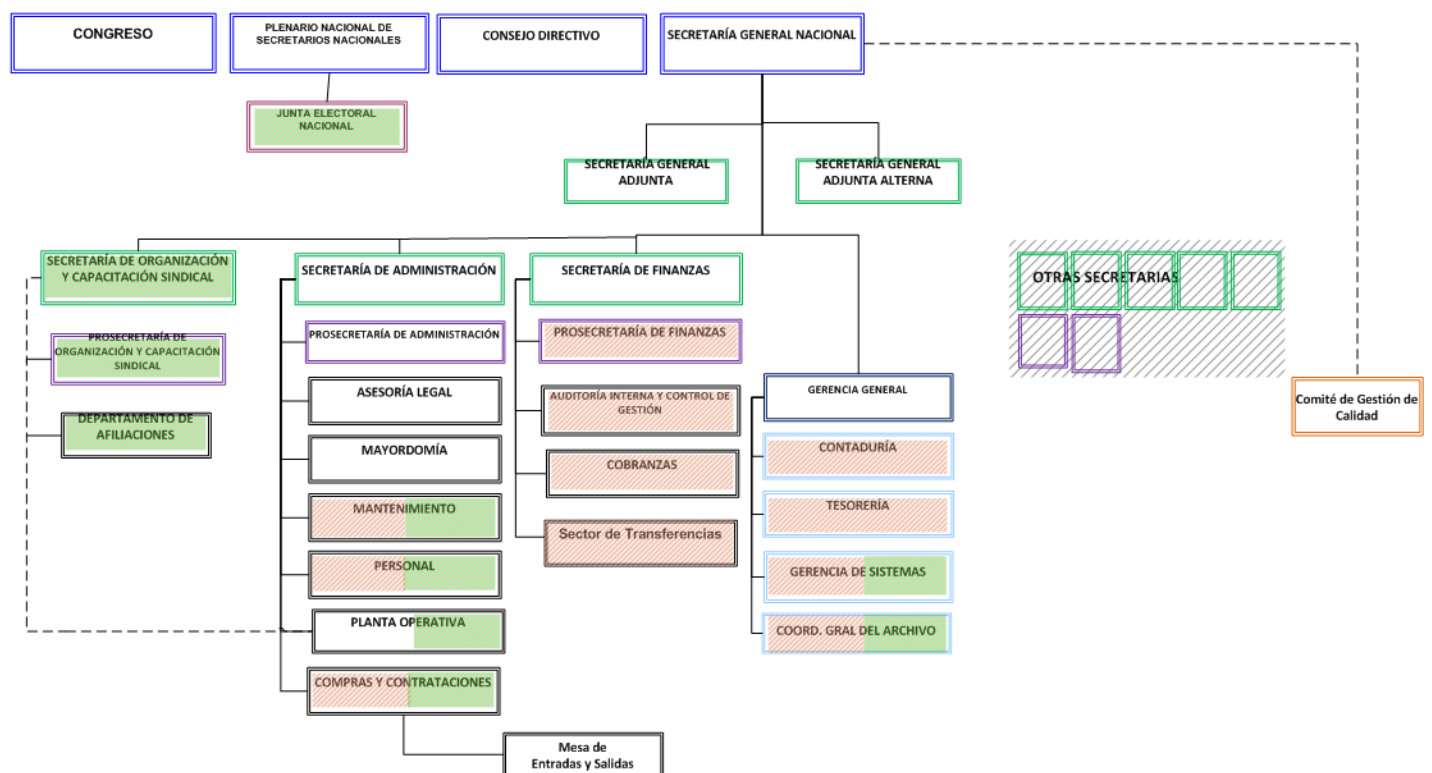 CONGRESO
PLENARIO NACIONAL DE
SECRETARIOS NACIONALES
CONSEJO DIRECTIVO
SECRETARÍA GENERAL NACIONAL
JUNTA ELECTORAL
NACIONAL
SECRETARÍA GENERAL
ADJUNTA
SECRETARÍA GENERAL
ADJUNTA ALTERNA
SECRETARÍA DE ORGANIZACIÓN
Y CAPACITACIÓN SINDICAL
PROSECRETARÍA DE
ORGANIZACIÓN Y CAPACITACIÓN
SINDICAL
DEPARTAMENTO DE
AFILIACIONES
SECRETARÍA DE ADMINISTRACIÓN
PROSECRETARÍA DE ADMINISTRACIÓN
ASESORÍA LEGAL
MAYORDOMÍA
MANTENIMIENTO
PERSONAL
PLANTA OPERATIVA
COMPRAS Y CONTRATACIONES
Mesa de
Entradas y Salidas
SECRETARÍA DE FINANZAS
PROSECRETARÍA DE FINANZAS
AUDITORÍA INTERNA Y CONTROL DE
GESTIÓN
COBRANZAS
Sector de Transferencias
GERENCIA GENERAL
CONTADURÍA
TESORERÍA
GERENCIA DE SISTEMAS
COORD. GRAL DEL ARCHIVO
OTRAS SECRETARIAS
Comité de Gestión de
Calidad